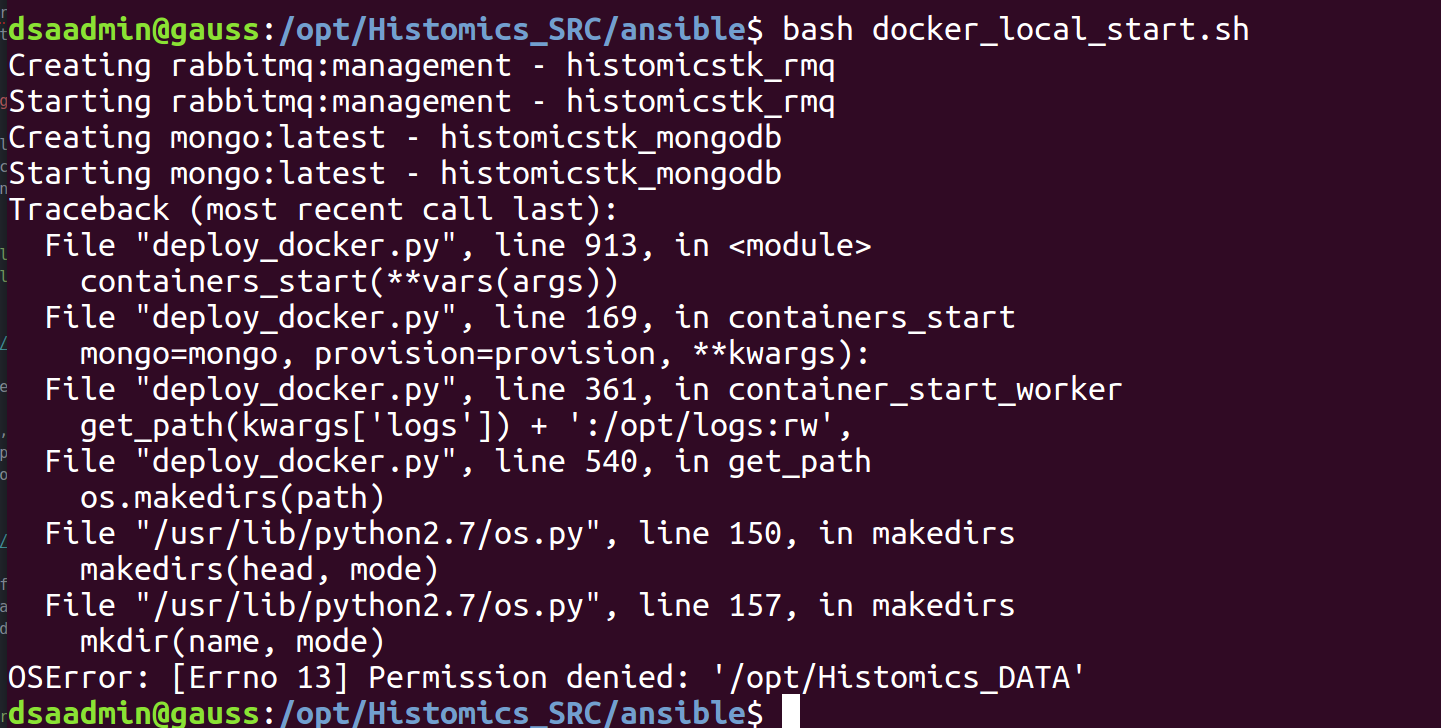 dsaadmin@gauss:/opt/Histomics_SRC/ansible$ bash docker_local_start.sh
Creating rabbitmq:management - histomicstk_rmq
Starting rabbitmq:management - histomicstk_rmq
Creating mongo:latest - histomicstk_mongodb
Starting mongo:latest - histomicstk_mongodb
Traceback (most recent call last):
  File "deploy_docker.py", line 913, in <module>
    containers_start(**vars(args))
  File "deploy_docker.py", line 169, in containers_start
    mongo=mongo, provision=provision, **kwargs):
  File "deploy_docker.py", line 361, in container_start_worker
    get_path(kwargs['logs']) + ':/opt/logs:rw',
  File "deploy_docker.py", line 540, in get_path
    os.makedirs(path)
  File "/usr/lib/python2.7/os.py", line 150, in makedirs
    makedirs(head, mode)
  File "/usr/lib/python2.7/os.py", line 157, in makedirs
    mkdir(name, mode)
OSError: [Errno 13] Permission denied: '/opt/Histomics_DATA'
dsaadmin@gauss:/opt/Histomics_SRC/ansible$